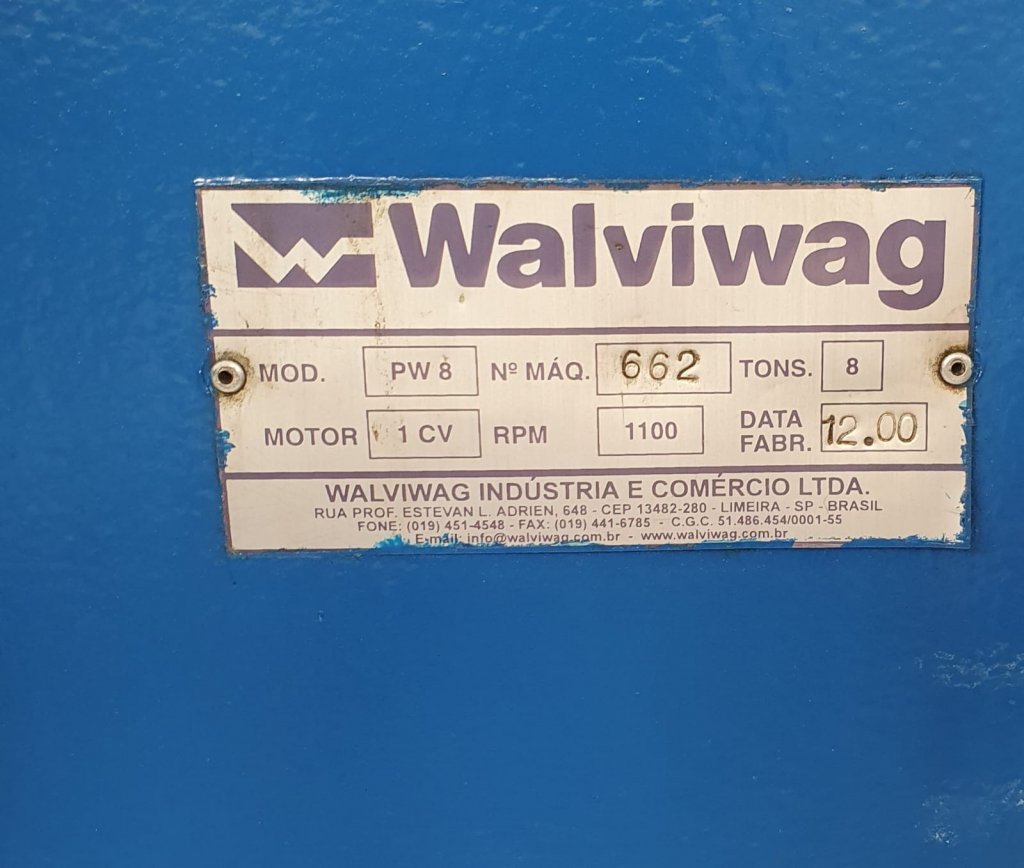 Walviwag
MOD. PW 8 Nº MÁQ. 662 TONS. 8
MOTOR 1 CV RPM 1100 DATA FABR. 12.00
WALVIWAG INDÚSTRIA E COMÉRCIO LTDA.
RUA PROF. ESTEVAN L. ADRIEN, 648 - CEP 13482-280 - LIMEIRA - SP - BRASIL
FONE: (019) 451-4548 - FAX: (019) 441-6785 - C.G.C. 51.486.454/0001-55
E-mail: info@walviwag.com.br - www.walviwag.com.br